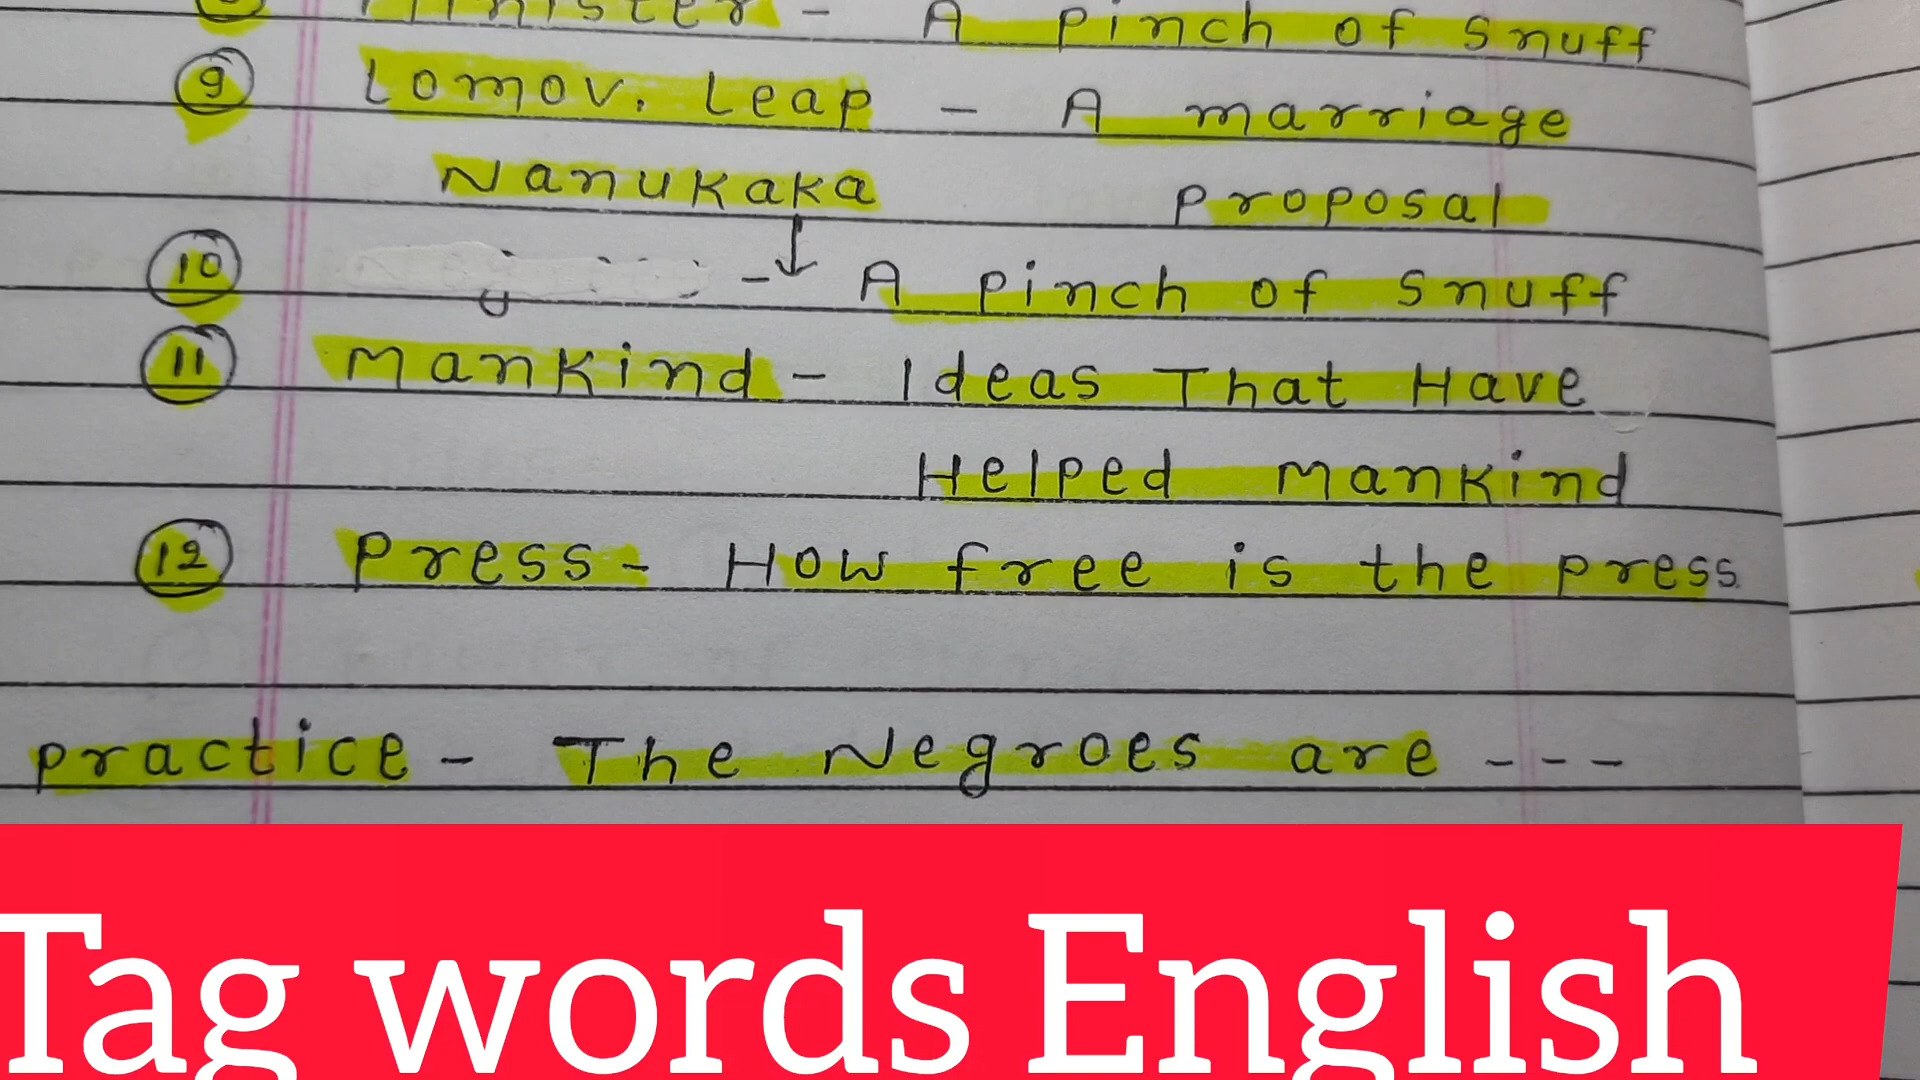 Minister - A Pinch of Snuff
9 Lomov. Leap - A marriage
Nanukaka Proposal
10 - A Pinch of Snuff
11 Mankind - Ideas That Have
Helped Mankind
12 Press - How free is the press
Practice - The Negroes are ---
Tag words English